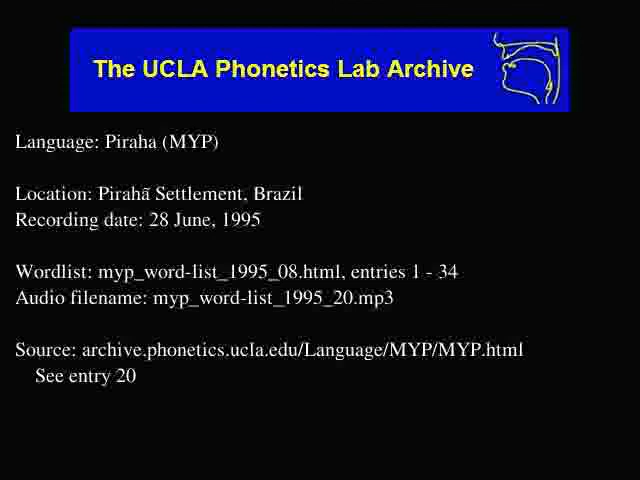 The UCLA Phonetics Lab Archive
Language: Piraha (MYP)
Location: Pirahã Settlement, Brazil
Recording date: 28 June, 1995
Wordlist: myp_word-list_1995_08.html, entries 1 - 34
Audio filename: myp_word-list_1995_20.mp3
Source: archive.phonetics.ucla.edu/Language/MYP/MYP.html
See entry 20